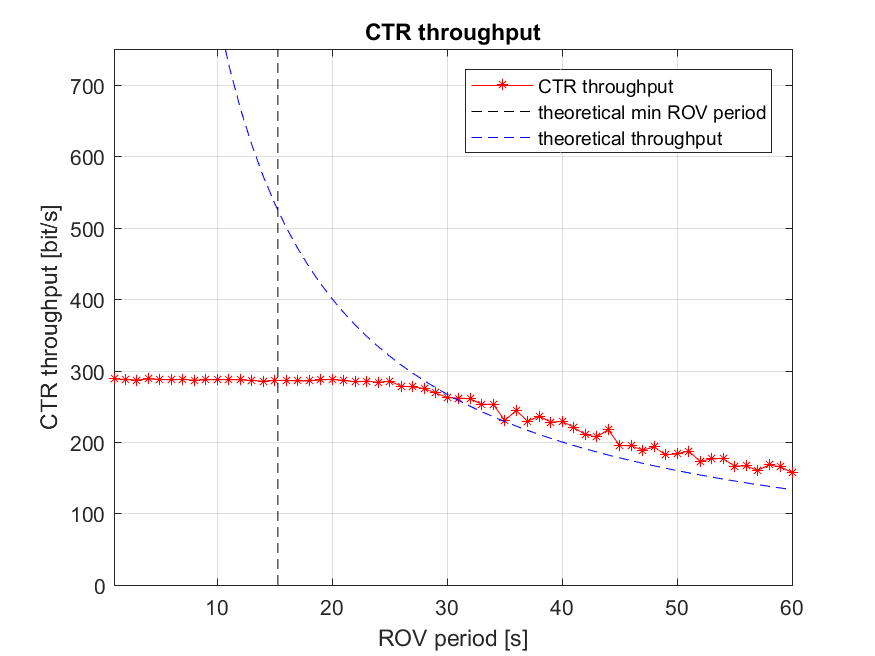 CTR throughput
CTR throughput
theoretical min ROV period
theoretical throughput
CTR throughput [bit/s]
700
600
500
400
300
200
100
0
10 20 30 40 50 60
ROV period [s]